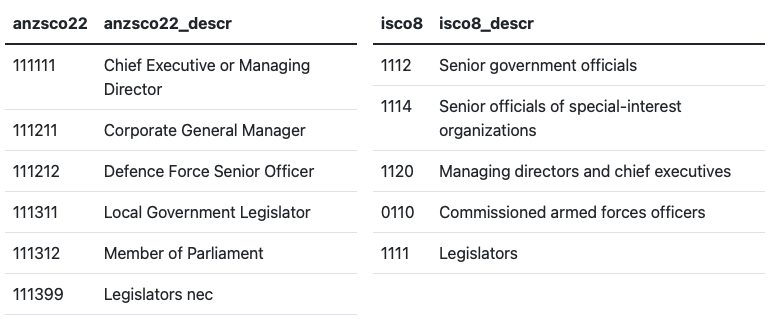 anzsco22 anzsco22_descr
111111 Chief Executive or Managing
Director
111211 Corporate General Manager
111212 Defence Force Senior Officer
111311 Local Government Legislator
111312 Member of Parliament
111399 Legislators nec
isco8 isco8_descr
1112 Senior government officials
1114 Senior officials of special-interest
organizations
1120 Managing directors and chief executives
0110 Commissioned armed forces officers
1111 Legislators